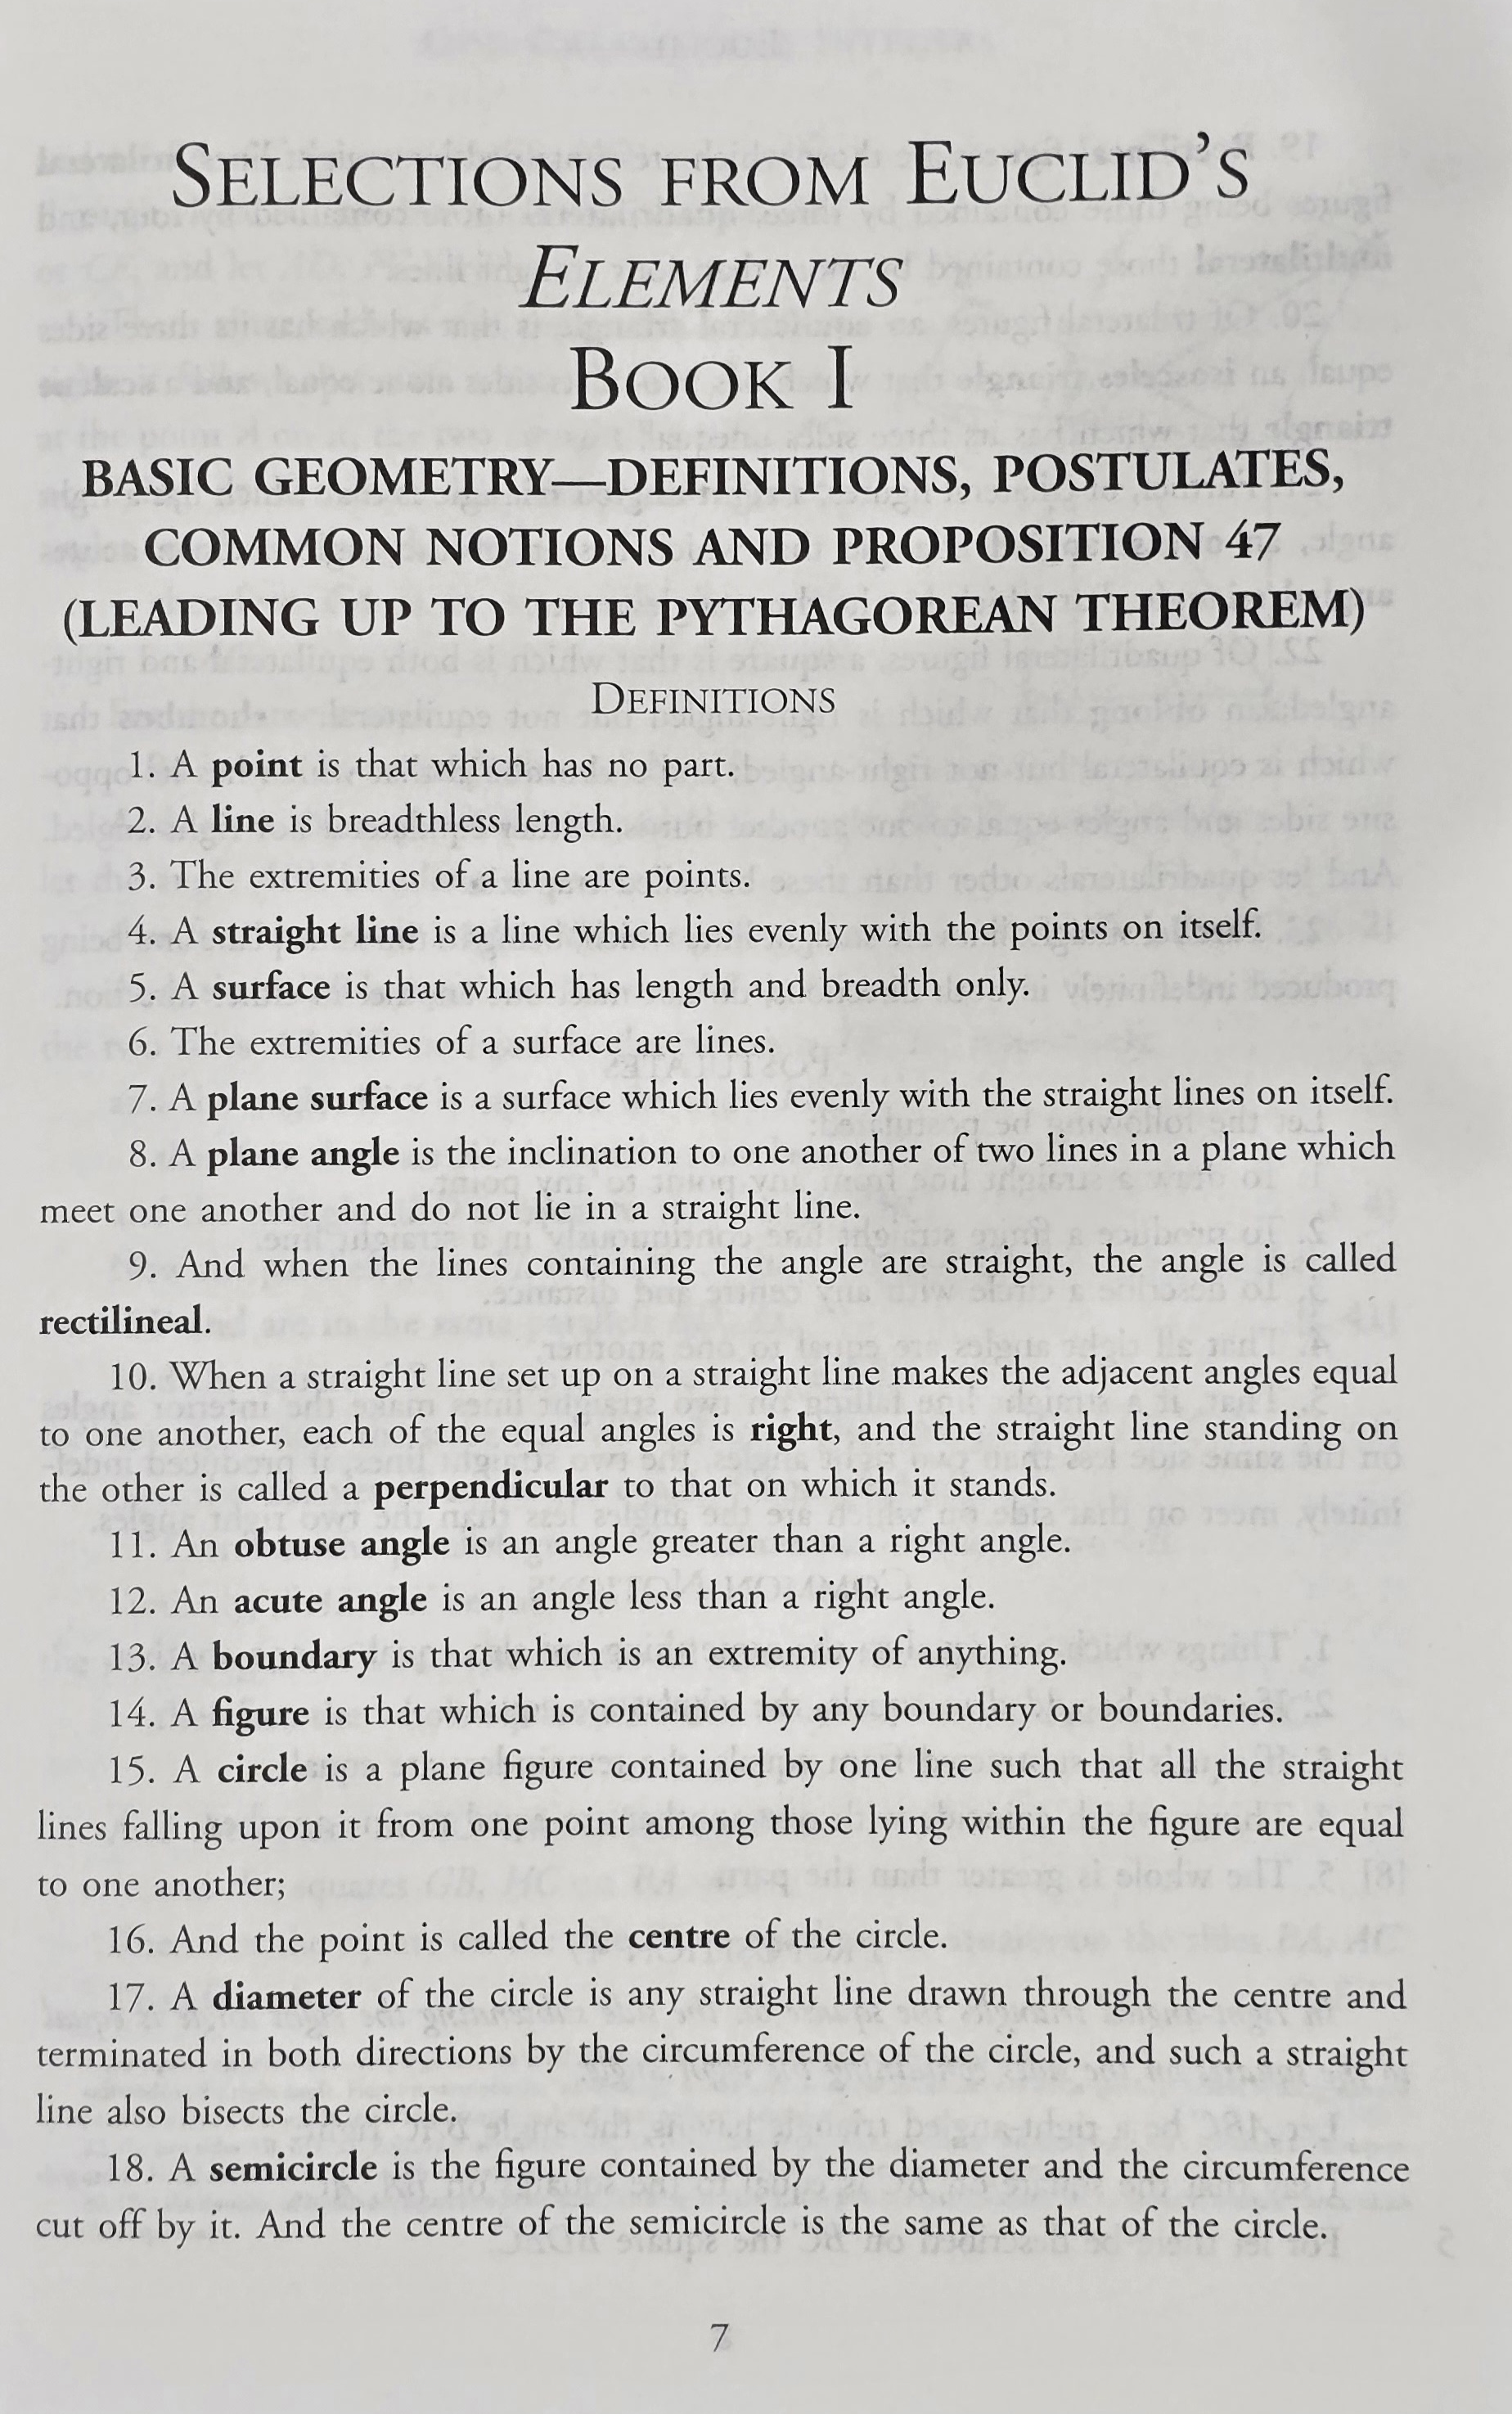 SELECTIONS FROM EUCLID'S
ELEMENTS
BOOK I
BASIC GEOMETRY—DEFINITIONS, POSTULATES,
COMMON NOTIONS AND PROPOSITION 47
(LEADING UP TO THE PYTHAGOREAN THEOREM)
DEFINITIONS
1. A point is that which has no part.
2. A line is breadthless length.
3. The extremities of a line are points.
4. A straight line is a line which lies evenly with the points on itself.
5. A surface is that which has length and breadth only.
6. The extremities of a surface are lines.
7. A plane surface is a surface which lies evenly with the straight lines on itself.
8. A plane angle is the inclination to one another of two lines in a plane which
meet one another and do not lie in a straight line.
9. And when the lines containing the angle are straight, the angle is called
rectilineal.
10. When a straight line set up on a straight line makes the adjacent angles equal
to one another, each of the equal angles is right, and the straight line standing on
the other is called a perpendicular to that on which it stands.
11. An obtuse angle is an angle greater than a right angle.
12. An acute angle is an angle less than a right angle.
13. A boundary is that which is an extremity of anything.
14. A figure is that which is contained by any boundary or boundaries.
15. A circle is a plane figure contained by one line such that all the straight
lines falling upon it from one point among those lying within the figure are equal
to one another;
16. And the point is called the centre of the circle.
17. A diameter of the circle is any straight line drawn through the centre and
terminated in both directions by the circumference of the circle, and such a straight
line also bisects the circle.
18. A semicircle is the figure contained by the diameter and the circumference
cut off by it. And the centre of the semicircle is the same as that of the circle.
7